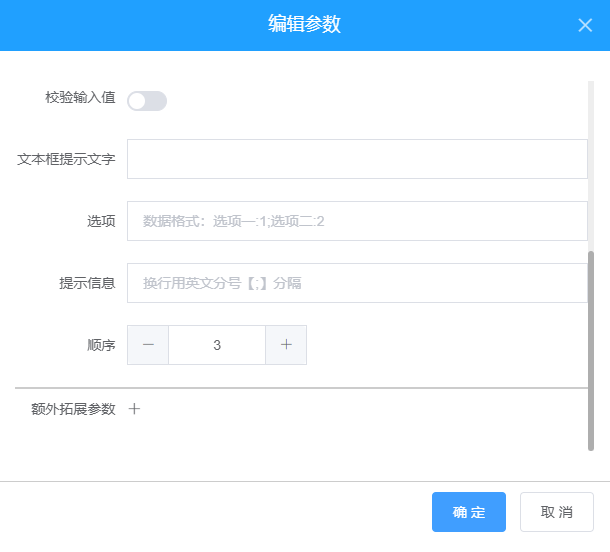 编辑参数
校验输入值
文本框提示文字
选项 数据格式：选项一:1;选项二:2
提示信息 换行用英文分号【;】分隔
顺序 3
额外拓展参数
确 定 取 消